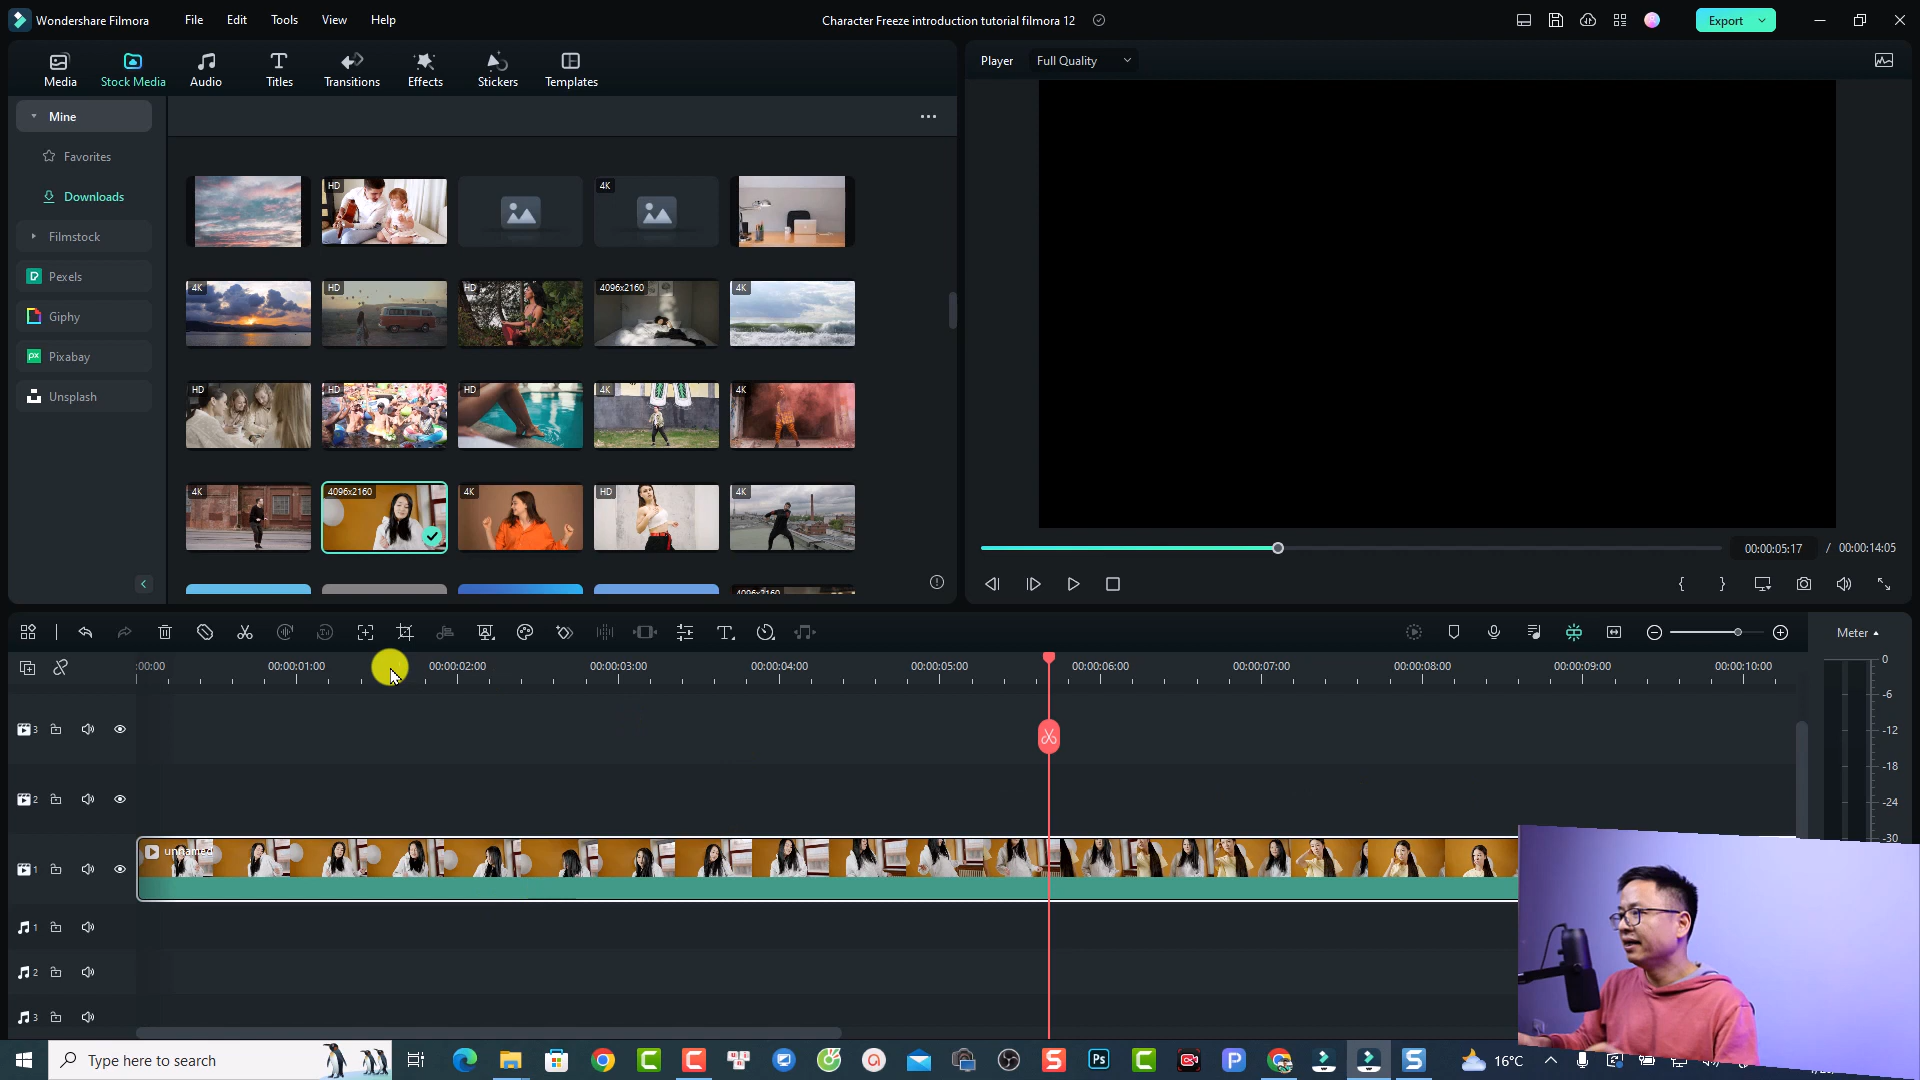 Wondershare Filmora File Edit Tools View Help Character Freeze introduction tutorial filmora 12 Export
Media Stock Media Audio Titles Transitions Effects Stickers Templates
Player Full Quality
Mine
Favorites
Downloads
Filmstock
Pexels
Giphy
Pixabay
Unsplash
HD 4K
4K HD HD 4096x2160 4K
HD HD HD 4K 4K
4K 4096x2160 4K HD 4K
4096x2160
00:00:05:17 / 00:00:14:05
Meter
:00:00 00:00:01:00 00:00:02:00 00:00:03:00 00:00:04:00 00:00:05:00 00:00:06:00 00:00:07:00 00:00:08:00 00:00:09:00 00:00:10:00
0
-6
-12
-18
-24
-30
3
2
1
1
2
3
Type here to search
16°C